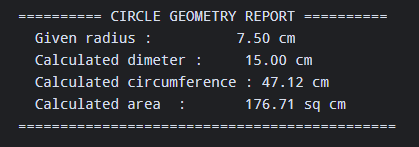 ========== CIRCLE GEOMETRY REPORT ==========
Given radius :          7.50 cm
Calculated dimeter :     15.00 cm
Calculated circumference : 47.12 cm
Calculated area  :       176.71 sq cm
=============================================